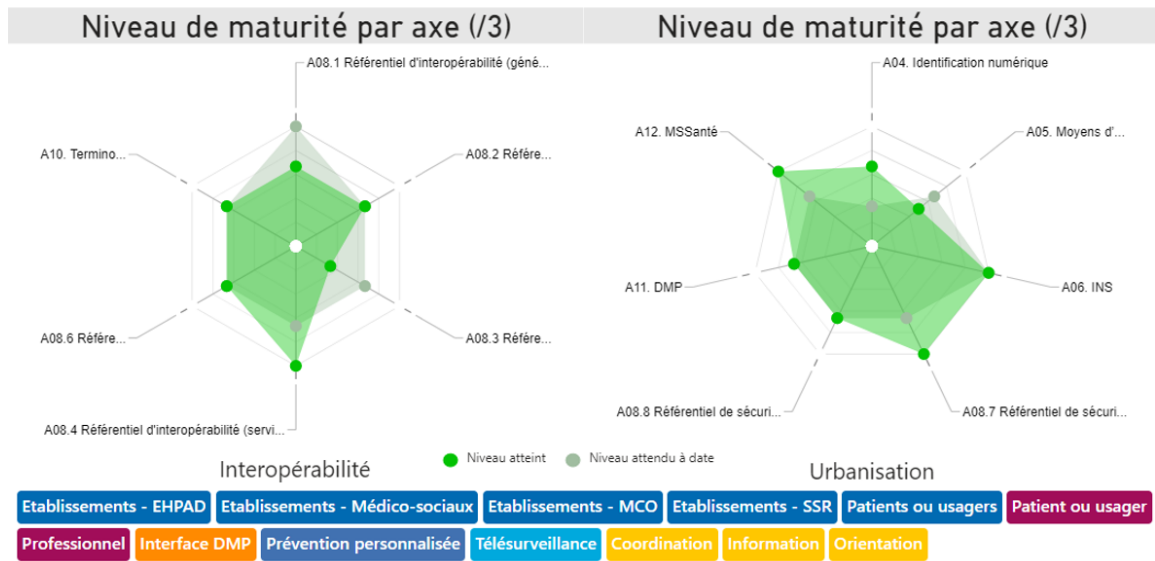 Niveau de maturité par axe (/3)
Niveau de maturité par axe (/3)
A08.1 Référentiel d'interopérabilité (géné...
A10. Termino...
A08.2 Référe...
A08.6 Référe...
A08.3 Référe...
A08.4 Référentiel d'interopérabilité (servi...
A04. Identification numérique
A12. MSSanté
A05. Moyens d'...
A11. DMP
A06. INS
A08.8 Référentiel de sécuri...
A08.7 Référentiel de sécuri...
Niveau atteint
Niveau attendu à date
Interopérabilité
Urbanisation
Etablissements - EHPAD
Etablissements - Médico-sociaux
Etablissements - MCO
Etablissements - SSR
Patients ou usagers
Patient ou usager
Professionnel
Interface DMP
Prévention personnalisée
Télésurveillance
Coordination
Information
Orientation